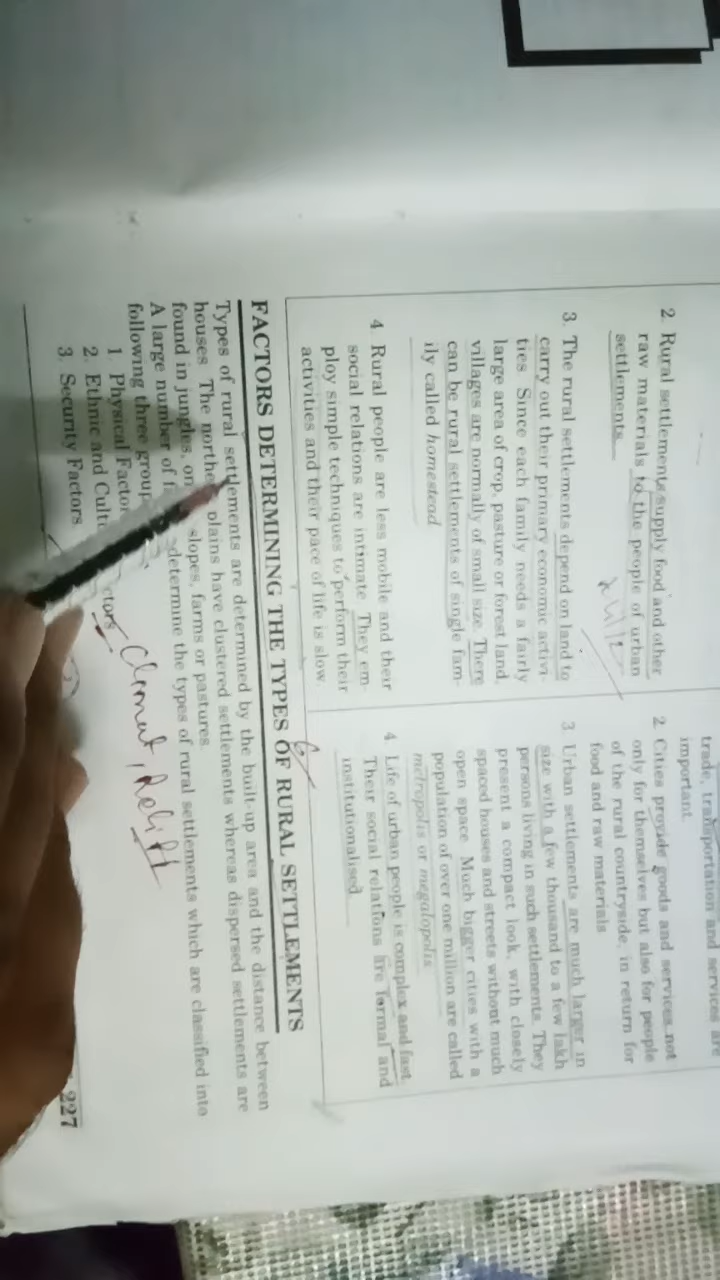 2. Rural settlements supply food and other
raw materials to the people of urban
settlements.
3. The rural settlements depend on land to
carry out their primary economic activi-
ties. Since each family needs a fairly
large area of crop, pasture or forest land,
villages are normally of small size. There
can be rural settlements of single fam-
ily called homestead.
4. Rural people are less mobile and their
social relations are intimate. They em-
ploy simple techniques to perform their
activities and their pace of life is slow.
trade, transportation and services are
important.
2. Cities provide goods and services not
only for themselves but also for people
of the rural countryside, in return for
food and raw materials.
3. Urban settlements are much larger in
size with a few thousand to a few lakh
persons living in such settlements. They
present a compact look, with closely
spaced houses and streets without much
open space. Much bigger cities with a
population of over one million are called
metropolis or megalopolis.
4. Life of urban people is complex and fast.
Their social relations are formal and
institutionalised.
FACTORS DETERMINING THE TYPES OF RURAL SETTLEMENTS
Types of rural settlements are determined by the built-up area and the distance between
houses. The plains have clustered settlements whereas dispersed settlements are
found in jungles, on slopes, farms or pastures.
A large number of determine the types of rural settlements which are classified into
following three
1. Physical
2. Ethnic and
3. Security Factors
227